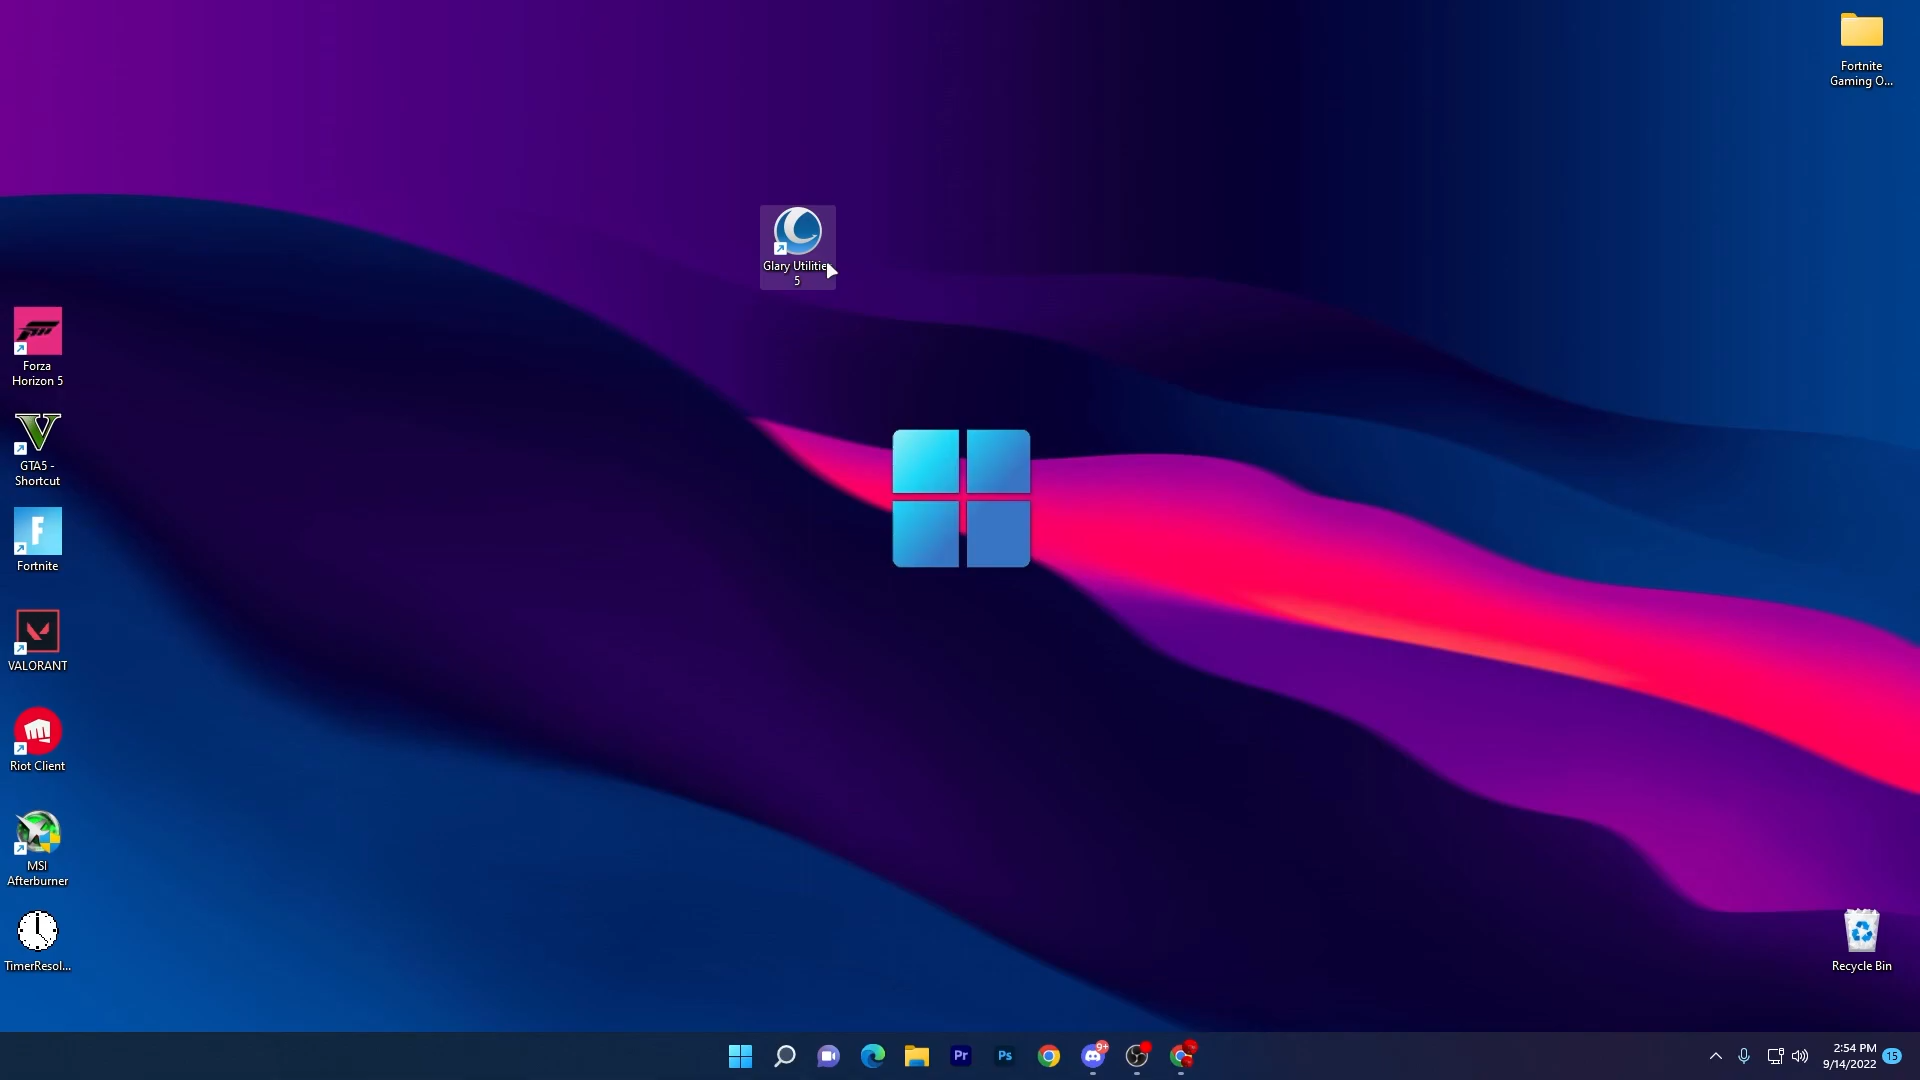 Fortnite
Gaming O...
Glary Utilitie
5
Forza
Horizon 5
GTA5 -
Shortcut
Fortnite
VALORANT
Riot Client
MSI
Afterburner
TimerResol...
Recycle Bin
Pr
Ps
9+
2:54 PM
9/14/2022
15